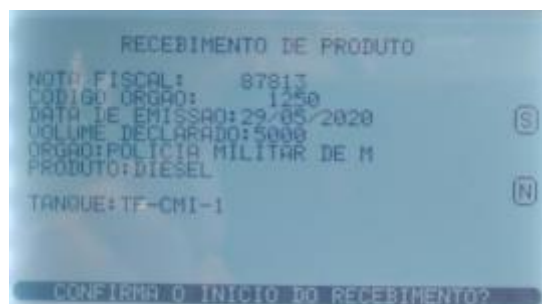 RECEBIMENTO DE PRODUTO
NOTA FISCAL: 87813
CODIGO ORGAO: 1250
DATA DE EMISSAO:29/05/2020
VOLUME DECLARADO:5000
ORGAO:POLICIA MILITAR DE M
PRODUTO:DIESEL
S
N
TANQUE:TF-CMI-1
CONFIRMA O INICIO DO RECEBIMENTO?